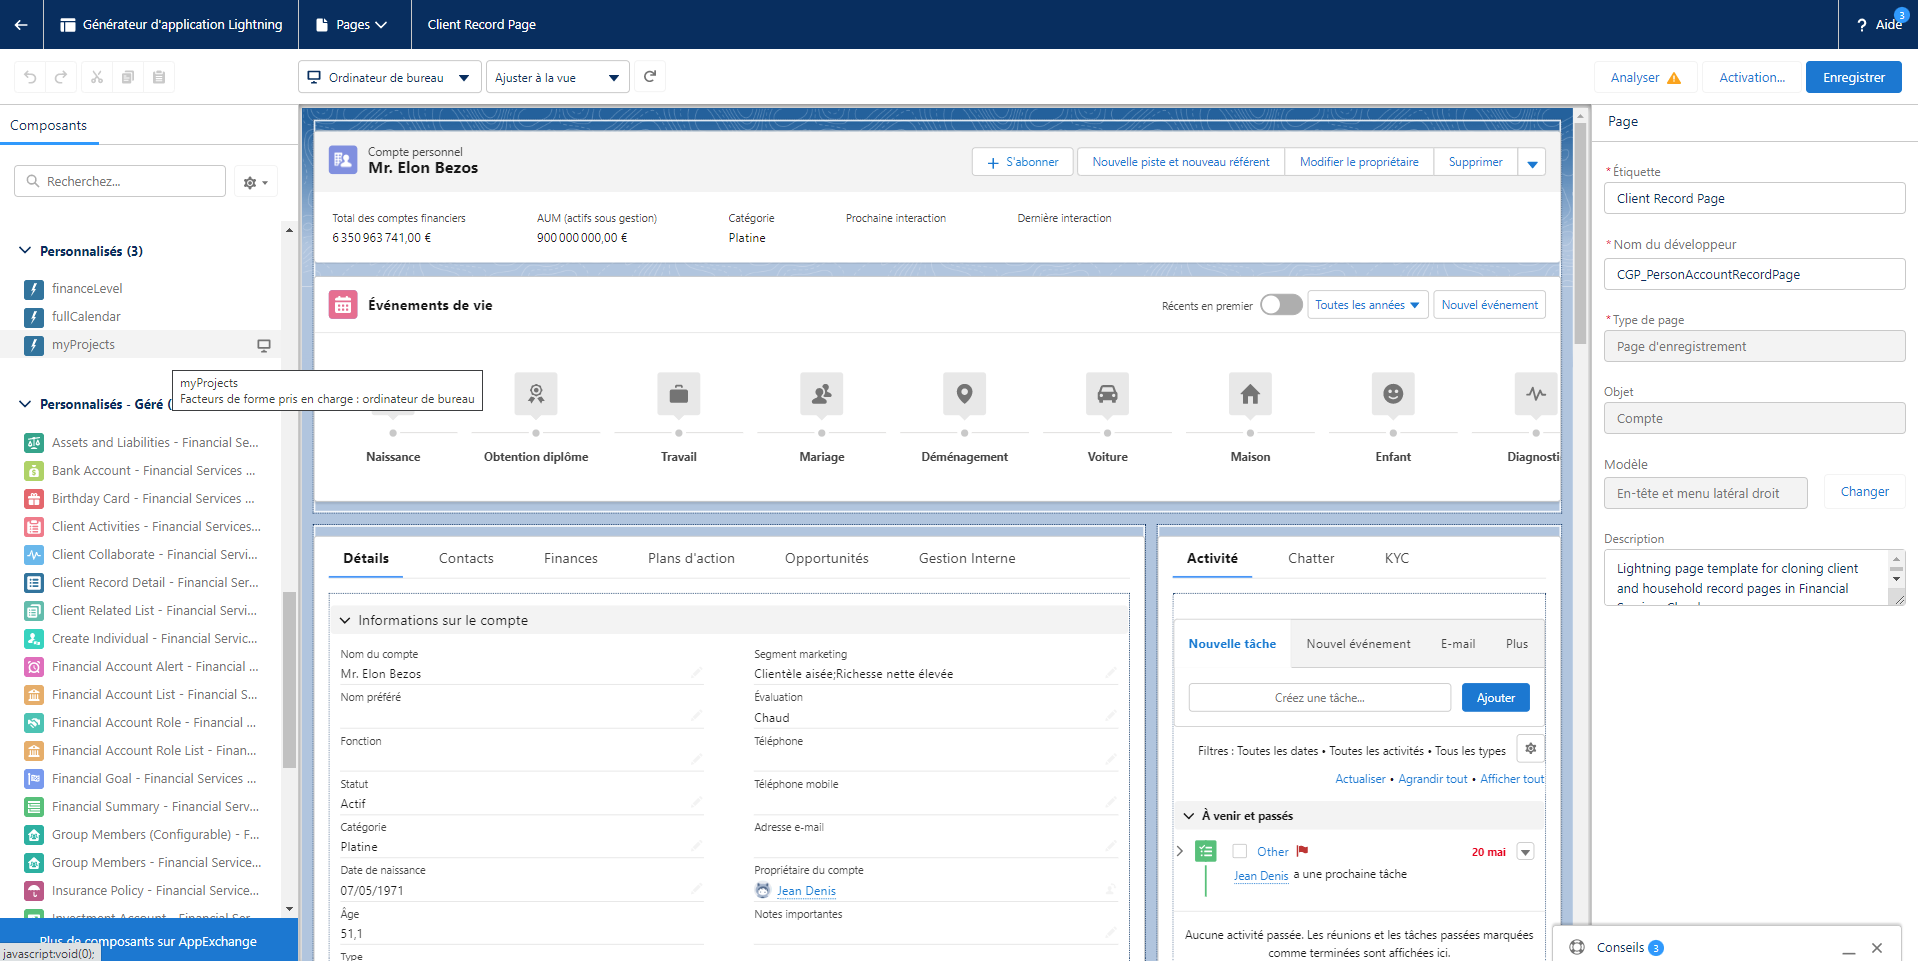 Générateur d'application Lightning
Pages
Client Record Page
? Aide
3
Ordinateur de bureau
Ajuster à la vue
Analyser
Activation...
Enregistrer
Composants
Recherchez...
Personnalisés (3)
financeLevel
fullCalendar
myProjects
myProjects
Facteurs de forme pris en charge : ordinateur de bureau
Personnalisés - Géré (
Assets and Liabilities - Financial Se...
Bank Account - Financial Services ...
Birthday Card - Financial Services ...
Client Activities - Financial Services...
Client Collaborate - Financial Servi...
Client Record Detail - Financial Ser...
Client Related List - Financial Servi...
Create Individual - Financial Servic...
Financial Account Alert - Financial ...
Financial Account List - Financial S...
Financial Account Role - Financial ...
Financial Account Role List - Finan...
Financial Goal - Financial Services ...
Financial Summary - Financial Serv...
Group Members (Configurable) - F...
Group Members - Financial Service...
Insurance Policy - Financial Service...
Investment Account - Financial Ser...
Plus de composants sur AppExchange
javascript:void(0);
Compte personnel
Mr. Elon Bezos
+ S'abonner
Nouvelle piste et nouveau référent
Modifier le propriétaire
Supprimer
Total des comptes financiers
6 350 963 741,00 €
AUM (actifs sous gestion)
900 000 000,00 €
Catégorie
Platine
Prochaine interaction
Dernière interaction
Événements de vie
Récents en premier
Toutes les années
Nouvel événement
Naissance
Obtention diplôme
Travail
Mariage
Déménagement
Voiture
Maison
Enfant
Diagnosti
Détails
Contacts
Finances
Plans d'action
Opportunités
Gestion Interne
Informations sur le compte
Nom du compte
Mr. Elon Bezos
Nom préféré
Fonction
Statut
Actif
Catégorie
Platine
Date de naissance
07/05/1971
Âge
51,1
Type
Segment marketing
Clientèle aisée;Richesse nette élevée
Évaluation
Chaud
Téléphone
Téléphone mobile
Adresse e-mail
Propriétaire du compte
Jean Denis
Notes importantes
Activité
Chatter
KYC
Nouvelle tâche
Nouvel événement
E-mail
Plus
Créez une tâche...
Ajouter
Filtres : Toutes les dates • Toutes les activités • Tous les types
Actualiser • Agrandir tout • Afficher tout
À venir et passés
Other
20 mai
Jean Denis a une prochaine tâche
Aucune activité passée. Les réunions et les tâches passées marquées
comme terminées sont affichées ici.
Page
* Étiquette
Client Record Page
* Nom du développeur
CGP_PersonAccountRecordPage
* Type de page
Page d'enregistrement
Objet
Compte
Modèle
En-tête et menu latéral droit
Changer
Description
Lightning page template for cloning client
and household record pages in Financial
Conseils 3